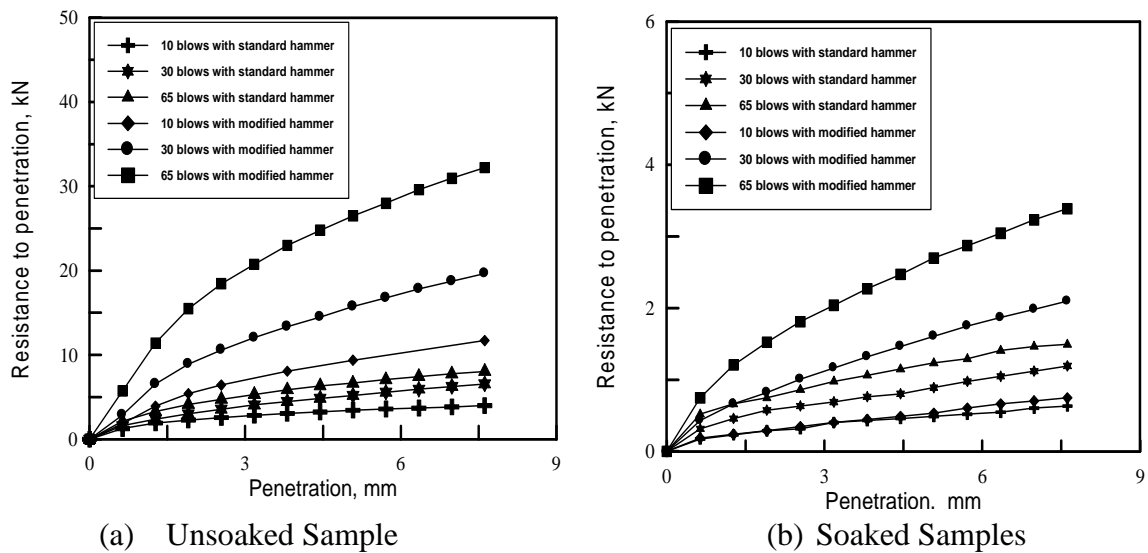 50
40
30
20
10
0
Resistance to penetration, kN
10 blows with standard hammer
30 blows with standard hammer
65 blows with standard hammer
10 blows with modified hammer
30 blows with modified hammer
65 blows with modified hammer
0 3 6 9
Penetration, mm
(a) Unsoaked Sample
6
4
2
0
Resistance to penetration, kN
10 blows with standard hammer
30 blows with standard hammer
65 blows with standard hammer
10 blows with modified hammer
30 blows with modified hammer
65 blows with modified hammer
0 3 6 9
Penetration. mm
(b) Soaked Samples